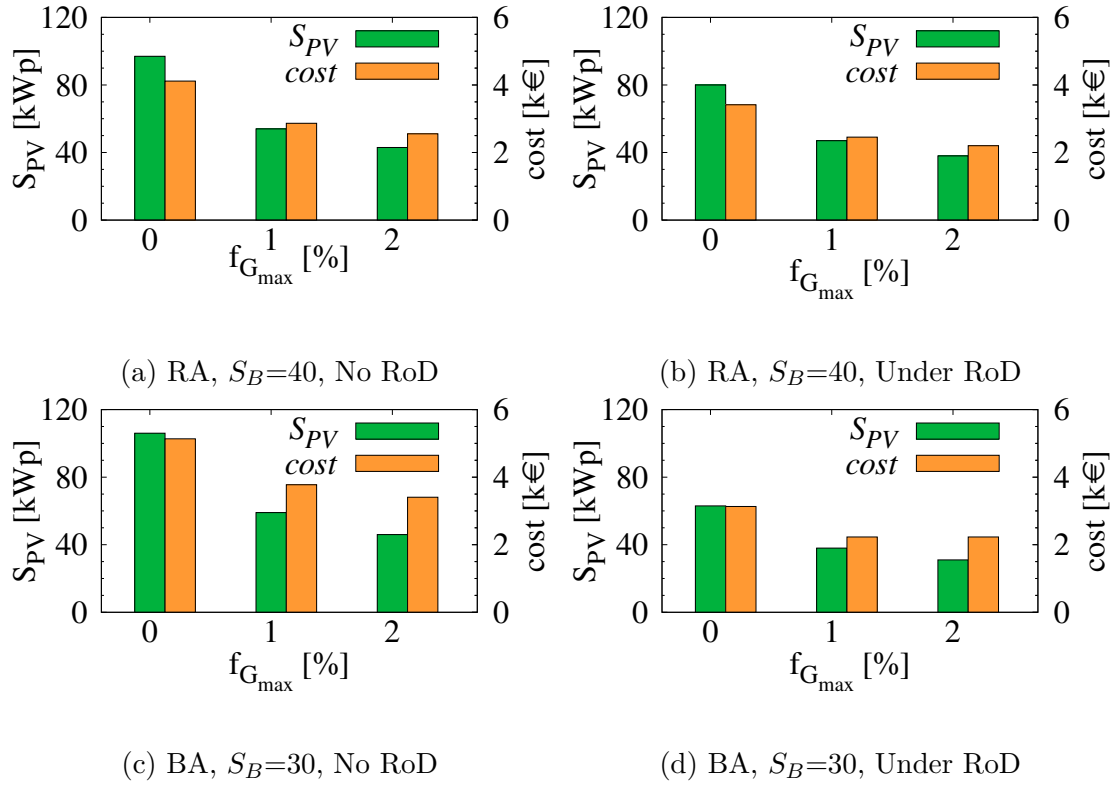 120
80
40
0
S_PV [kWp]
S_PV
cost
6
4
2
0
cost [k€]
0 1 2
f_Gmax [%]
(a) RA, S_B=40, No RoD
120
80
40
0
S_PV [kWp]
S_PV
cost
6
4
2
0
cost [k€]
0 1 2
f_Gmax [%]
(b) RA, S_B=40, Under RoD
120
80
40
0
S_PV [kWp]
S_PV
cost
6
4
2
0
cost [k€]
0 1 2
f_Gmax [%]
(c) BA, S_B=30, No RoD
120
80
40
0
S_PV [kWp]
S_PV
cost
6
4
2
0
cost [k€]
0 1 2
f_Gmax [%]
(d) BA, S_B=30, Under RoD